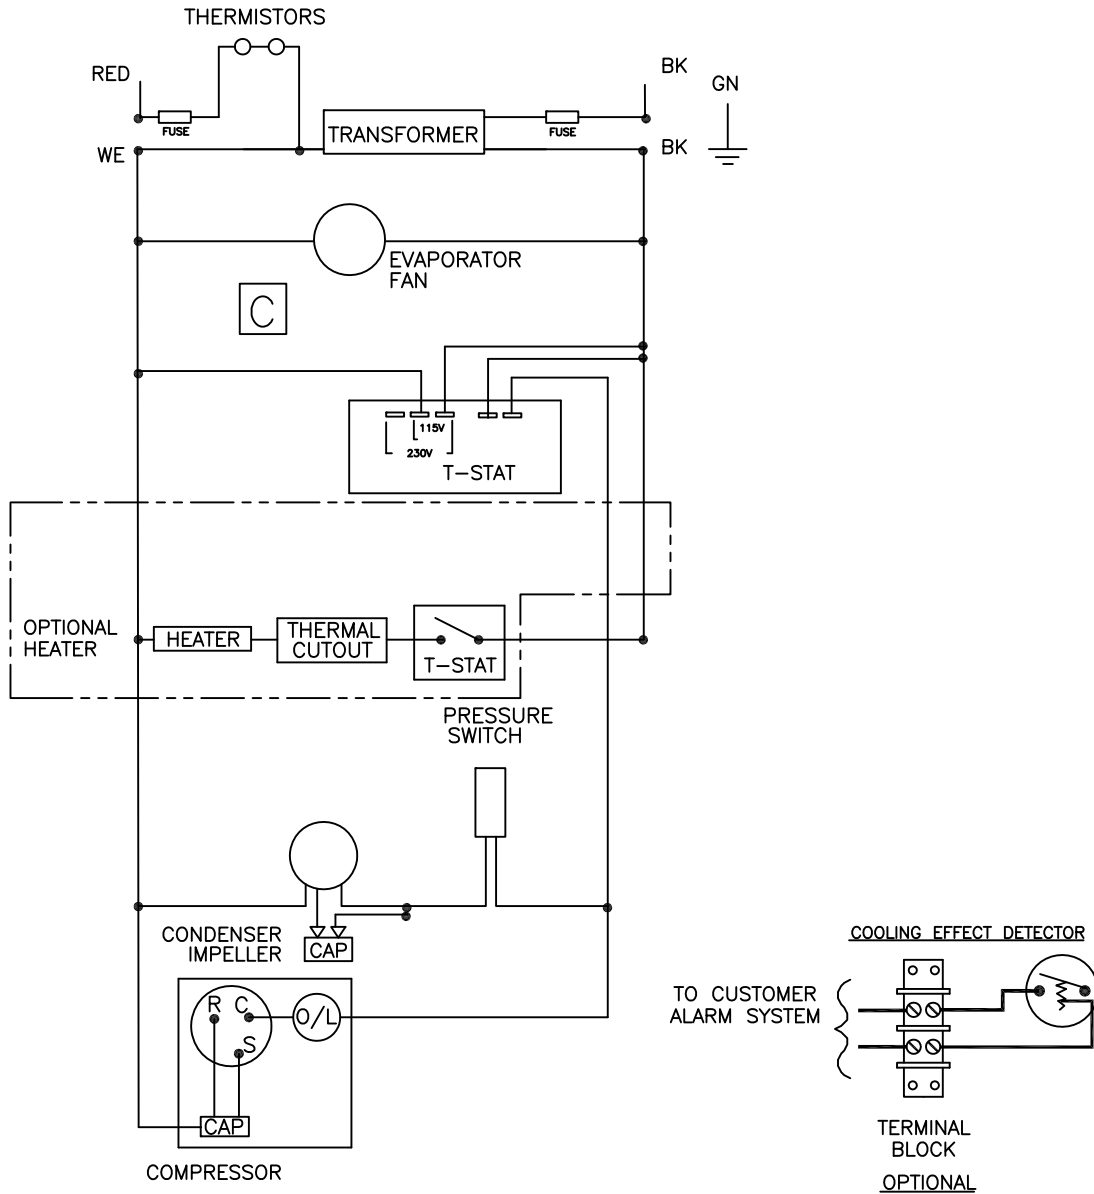 THERMISTORS
RED
BK
GN
FUSE
TRANSFORMER
FUSE
WE
BK
EVAPORATOR
FAN
C
115V
230V
T-STAT
OPTIONAL
HEATER
HEATER
THERMAL
CUTOUT
T-STAT
PRESSURE
SWITCH
CONDENSER
IMPELLER
CAP
R
C
S
O/L
CAP
COMPRESSOR
COOLING EFFECT DETECTOR
TO CUSTOMER
ALARM SYSTEM
TERMINAL
BLOCK
OPTIONAL